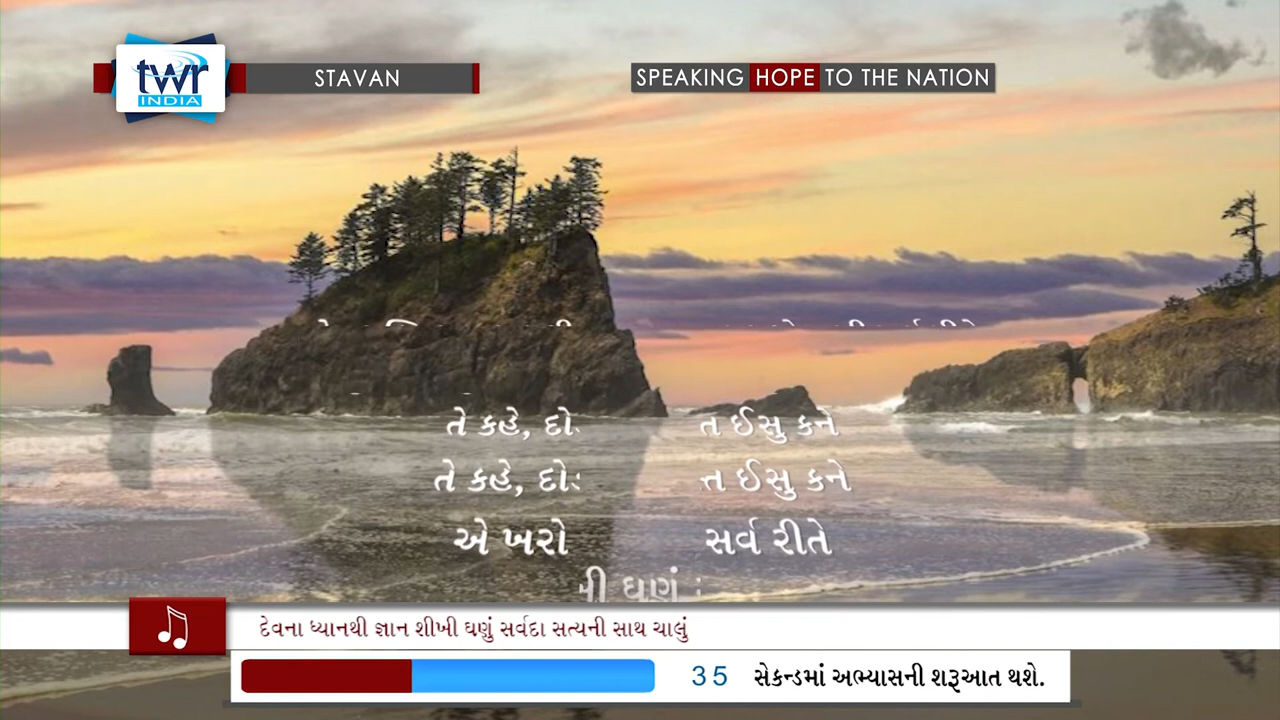 twr
INDIA
STAVAN
SPEAKING HOPE TO THE NATION
તે કહે, ઈસુ કને
તે કહે, ઈસુ કને
એ ખરો સર્વ રીતે
ઘણું
દેવના ધ્યાનથી જ્ઞાન શીખી ઘણું સર્વદા સત્યની સાથ ચાલું
35 સેકન્ડમાં અભ્યાસની શરૂઆત થશે.